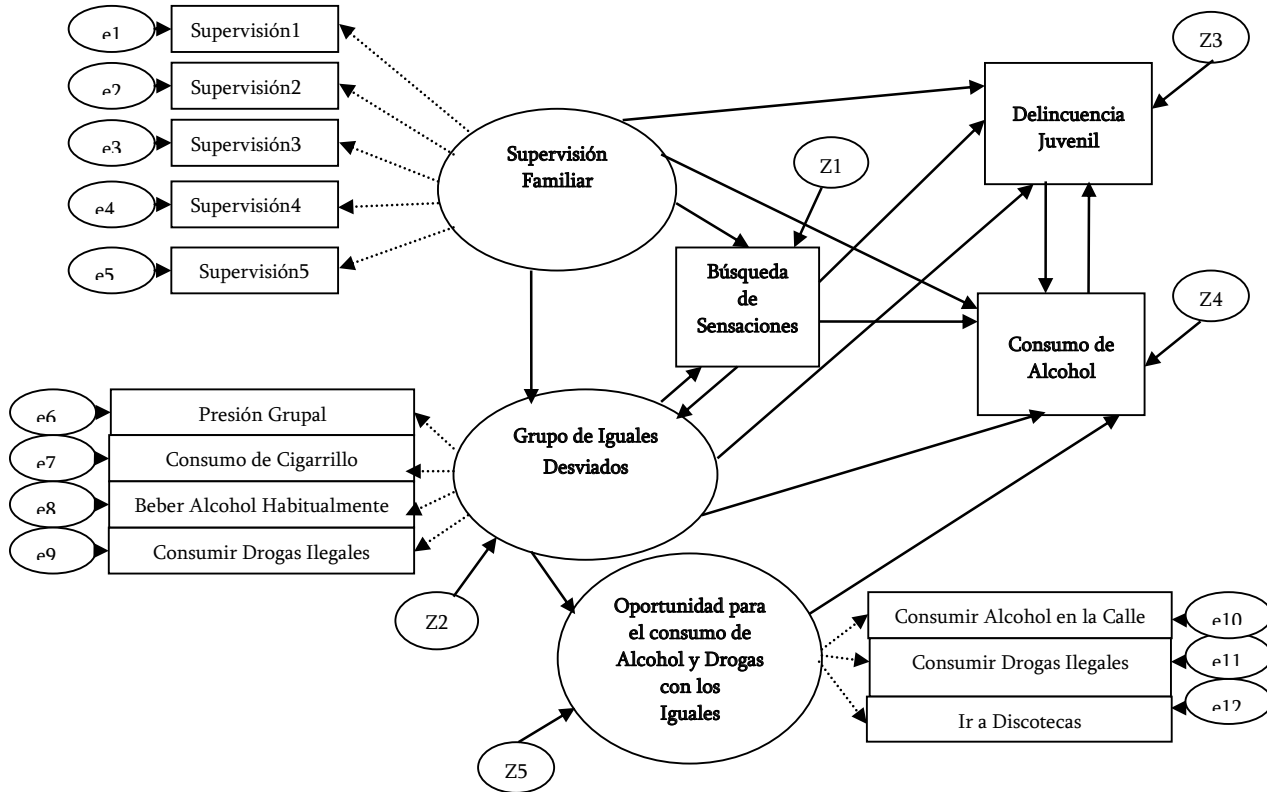 e1
Supervisión1
e2
Supervisión2
e3
Supervisión3
e4
Supervisión4
e5
Supervisión5
Supervisión
Familiar
Z3
Delincuencia
Juvenil
Z1
Búsqueda
de
Sensaciones
Z4
Consumo de
Alcohol
e6
Presión Grupal
e7
Consumo de Cigarrillo
e8
Beber Alcohol Habitualmente
e9
Consumir Drogas Ilegales
Grupo de Iguales
Desviados
Z2
Oportunidad para
el consumo de
Alcohol y Drogas
con los
Iguales
Z5
Consumir Alcohol en la Calle
e10
Consumir Drogas Ilegales
e11
Ir a Discotecas
e12